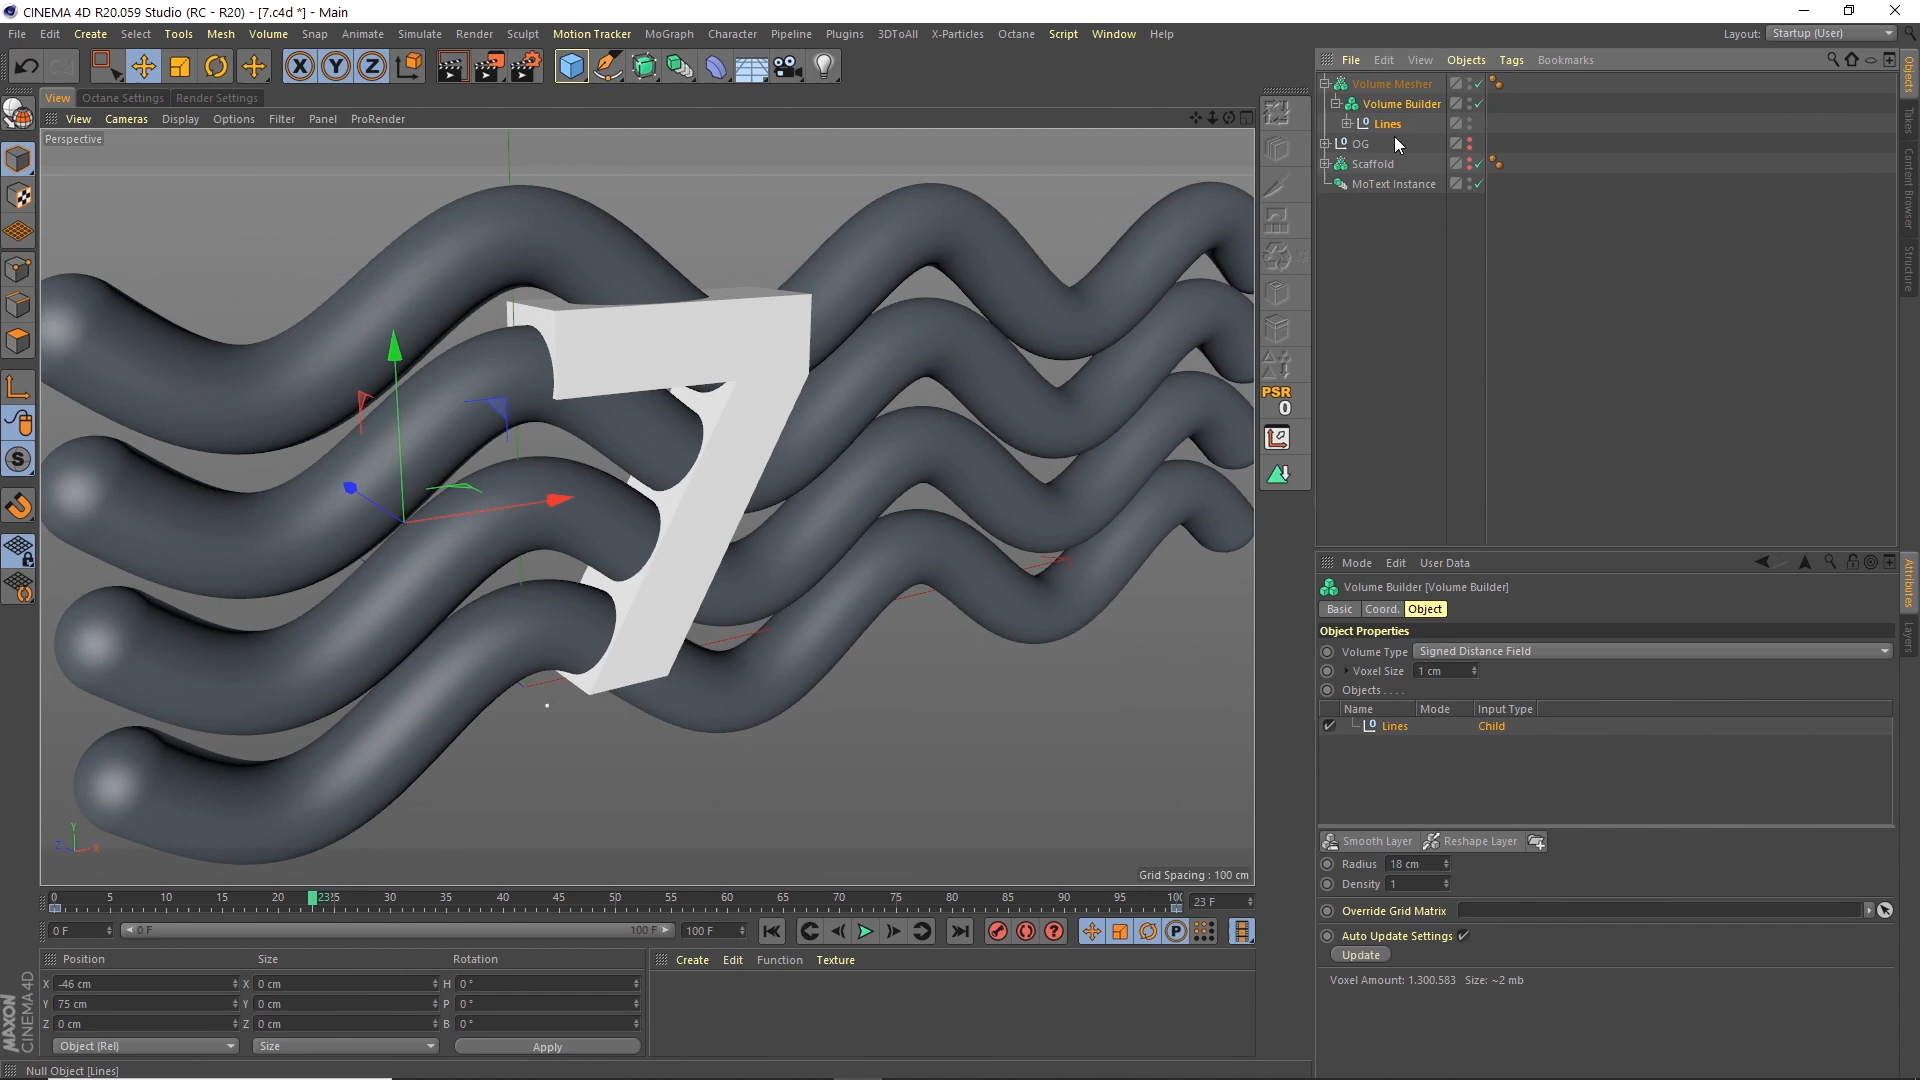 CINEMA 4D R20.059 Studio (RC - R20) - [7.c4d *] - Main
File Edit Create Select Tools Mesh Volume Snap Animate Simulate Render Sculpt Motion Tracker MoGraph Character Pipeline Plugins 3DToAll X-Particles Octane Script Window Help
Layout: Startup (User)
File Edit View Objects Tags Bookmarks
Volume Mesher
Volume Builder
Lines
OG
Scaffold
MoText Instance
Objects
Takes
Content Browser
Structure
X Y Z
View Octane Settings Render Settings
View Cameras Display Options Filter Panel ProRender
Perspective
7
PSR
0
S
Y
Z X
Grid Spacing : 100 cm
Mode Edit User Data
Volume Builder [Volume Builder]
Basic Coord. Object
Object Properties
Volume Type Signed Distance Field
Voxel Size 1 cm
Objects . . . .
Name Mode Input Type
Lines Child
Smooth Layer Reshape Layer
Radius 18 cm
Density 1
Override Grid Matrix
Auto Update Settings
Update
Voxel Amount: 1.300.583 Size: ~2 mb
Attributes
Layers
0 5 10 15 20 23 25 30 35 40 45 50 55 60 65 70 75 80 85 90 95 100 23 F
0 F 0 F 100 F 100 F
P
Position Size Rotation
X -46 cm X 0 cm H 0 °
Y 75 cm Y 0 cm P 0 °
Z 0 cm Z 0 cm B 0 °
Object (Rel) Size Apply
Create Edit Function Texture
MAXON
CINEMA 4D
Null Object [Lines]